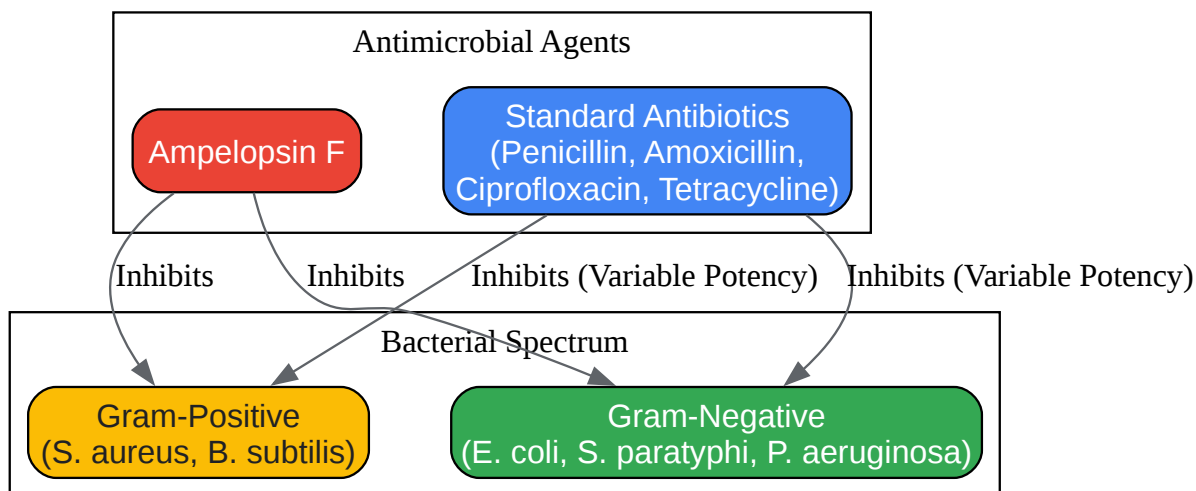 Antimicrobial Agents
Ampelopsin F
Standard Antibiotics
(Penicillin, Amoxicillin,
Ciprofloxacin, Tetracycline)
Inhibits
Inhibits
Inhibits (Variable Potency)
Inhibits (Variable Potency)
Bacterial Spectrum
Gram-Positive
(S. aureus, B. subtilis)
Gram-Negative
(E. coli, S. paratyphi, P. aeruginosa)